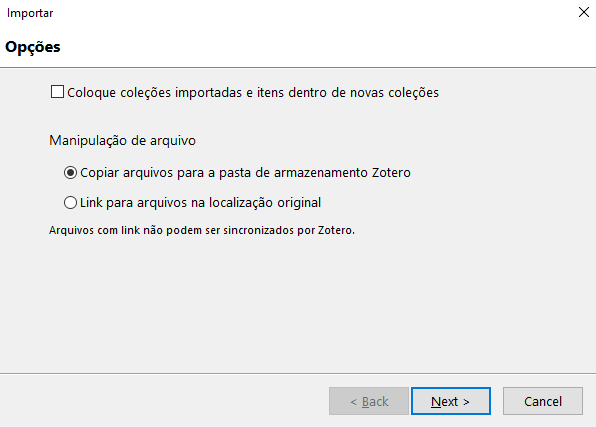 Importar
Opções
Coloque coleções importadas e itens dentro de novas coleções
Manipulação de arquivo
Copiar arquivos para a pasta de armazenamento Zotero
Link para arquivos na localização original
Arquivos com link não podem ser sincronizados por Zotero.
< Back
Next >
Cancel